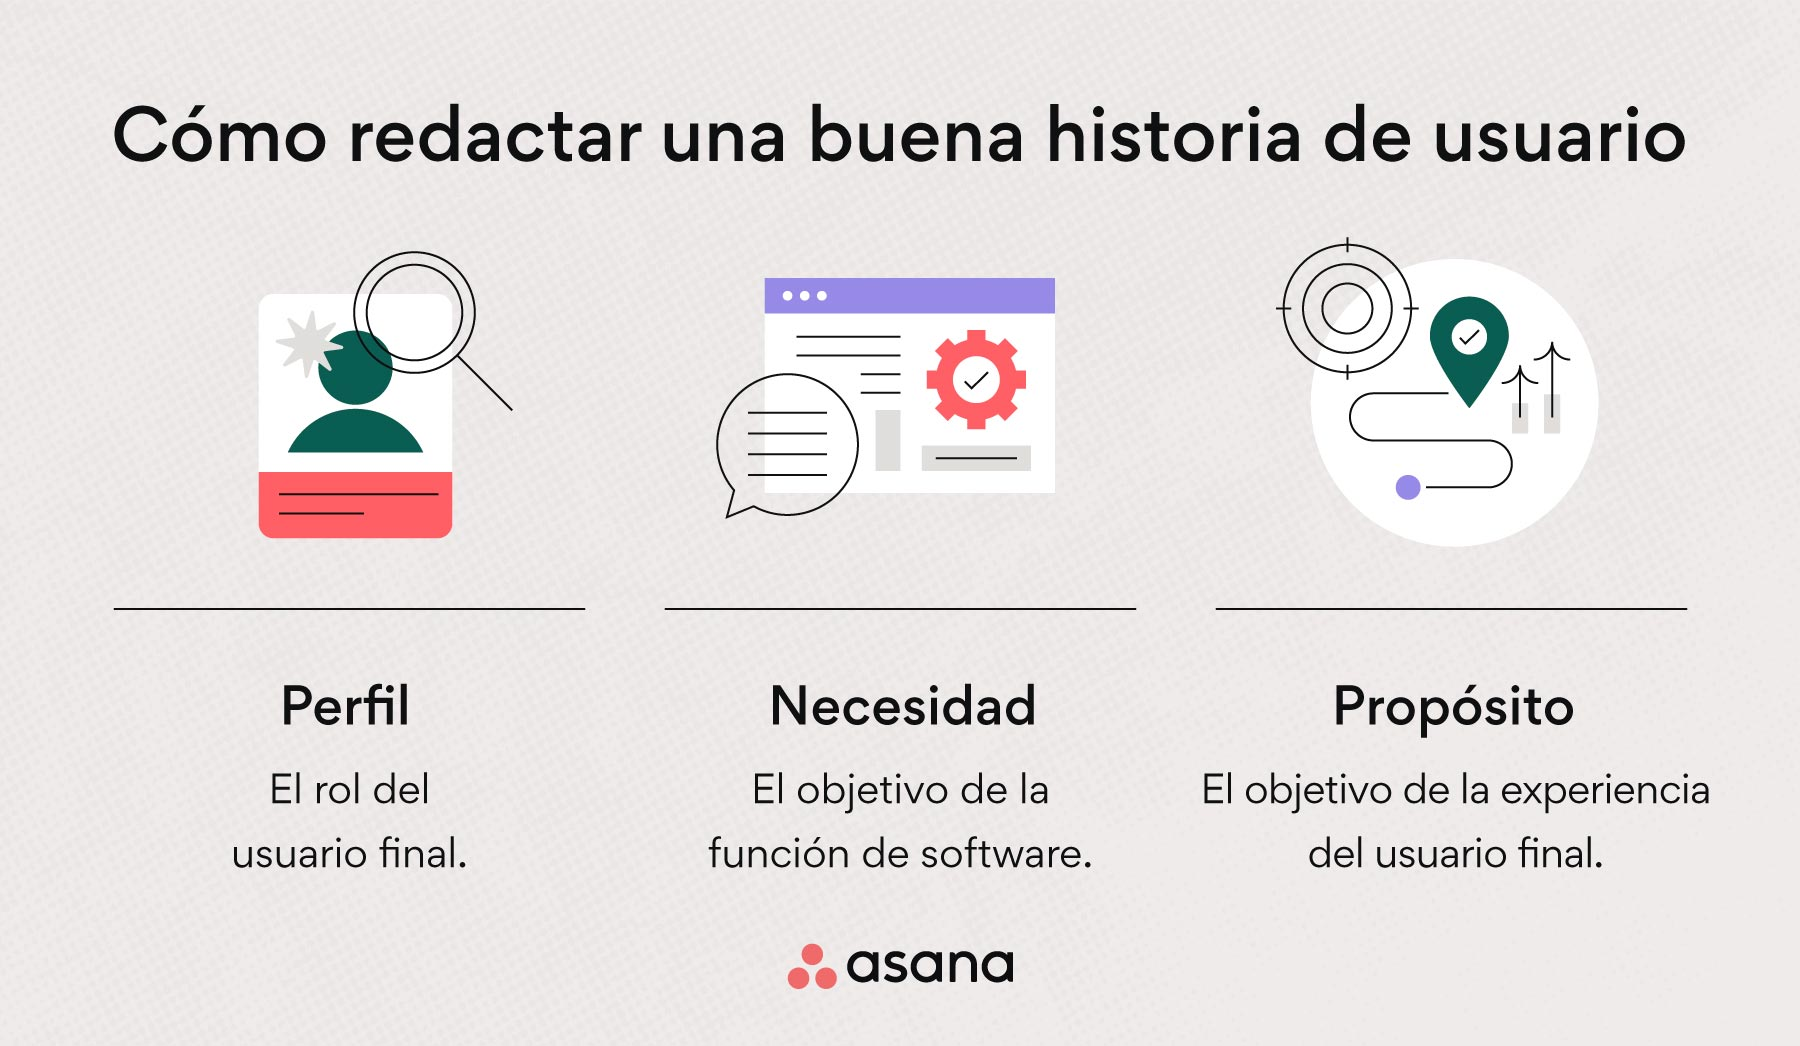 Cómo redactar una buena historia de usuario
Perfil
El rol del
usuario final.
Necesidad
El objetivo de la
función de software.
Propósito
El objetivo de la experiencia
del usuario final.
asana